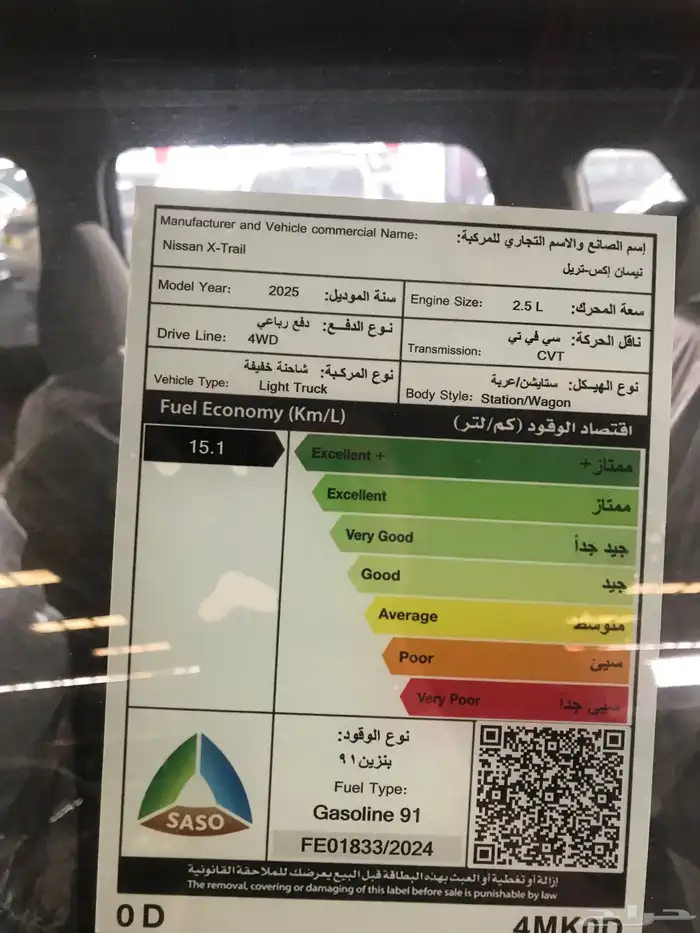 Manufacturer and Vehicle commercial Name:
إسم الصانع والاسم التجاري للمركبة:
Nissan X-Trail
نيسان إكس-تريل
Model Year: 2025 سنة الموديل:
Engine Size: 2.5 L سعة المحرك:
Drive Line: دفع رباعي نوع الدفــع:
4WD
Transmission: سي في تي ناقل الحركة:
CVT
Vehicle Type: شاحنة خفيفة نوع المركبة:
Light Truck
Body Style: ستايشن/عربة نوع الهيكل:
Station/Wagon
Fuel Economy (Km/L) اقتصاد الوقود (كم/لتر)
15.1
Excellent + ممتاز +
Excellent ممتاز
Very Good جيد جداً
Good جيد
Average متوسط
Poor سيئ
Very Poor سيئ جداً
SASO
نوع الوقود:
بنزين ٩١
Fuel Type:
Gasoline 91
FE01833/2024
إزالة أو تغطية أو العبث بهذه البطاقة قبل البيع يعرضك للملاحقة القانونية
The removal, covering or damaging of this label before sale is punishable by law
0 D
4MK0D
حراج